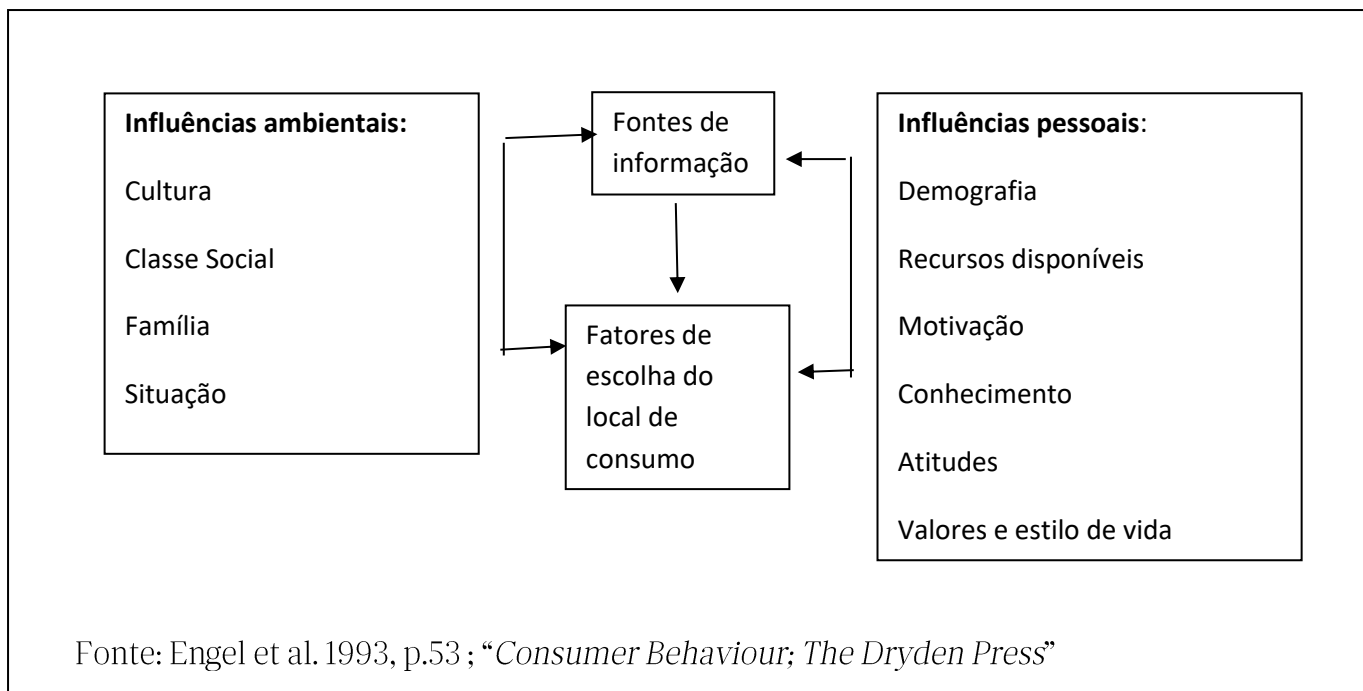 Influências ambientais:
Cultura
Classe Social
Família
Situação
Fontes de
informação
Fatores de
escolha do
local de
consumo
Influências pessoais:
Demografia
Recursos disponíveis
Motivação
Conhecimento
Atitudes
Valores e estilo de vida
Fonte: Engel et al. 1993, p.53 ; “Consumer Behaviour; The Dryden Press”